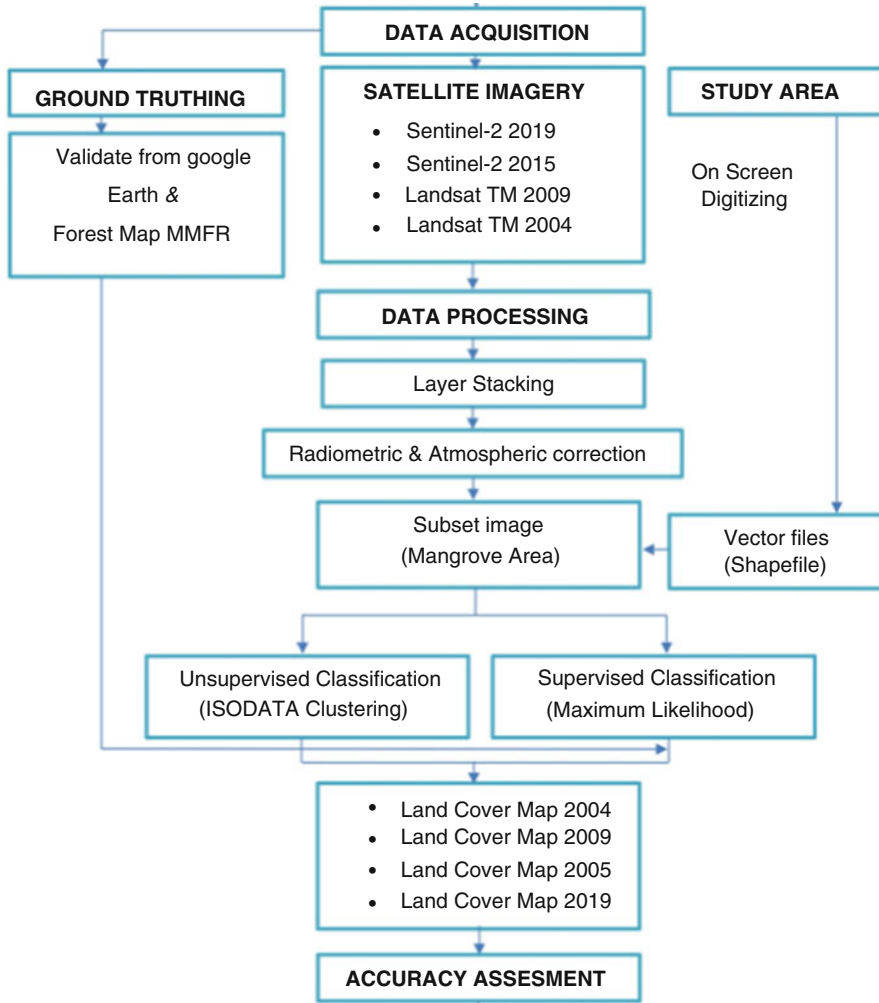 DATA ACQUISITION
GROUND TRUTHING
Validate from google
Earth &
Forest Map MMFR
SATELLITE IMAGERY
• Sentinel-2 2019
• Sentinel-2 2015
• Landsat TM 2009
• Landsat TM 2004
STUDY AREA
On Screen
Digitizing
DATA PROCESSING
Layer Stacking
Radiometric & Atmospheric correction
Subset image
(Mangrove Area)
Vector files
(Shapefile)
Unsupervised Classification
(ISODATA Clustering)
Supervised Classification
(Maximum Likelihood)
• Land Cover Map 2004
• Land Cover Map 2009
• Land Cover Map 2005
• Land Cover Map 2019
ACCURACY ASSESMENT